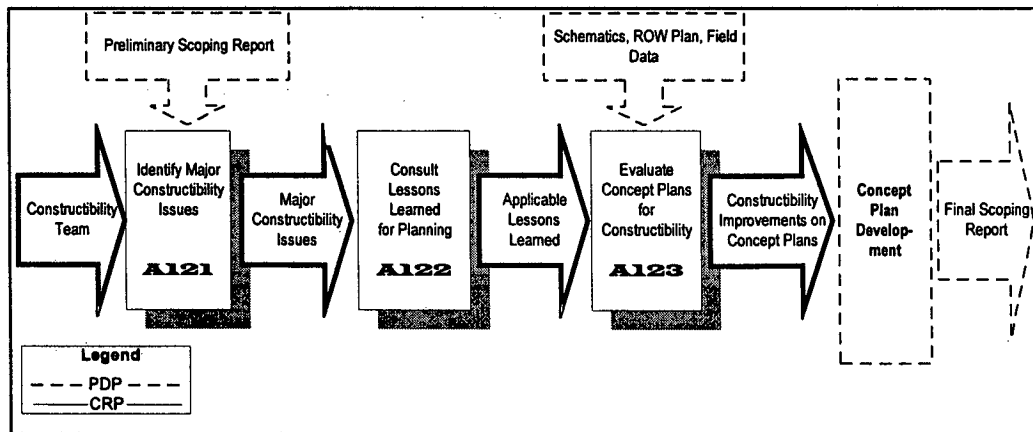 Preliminary Scoping Report
Schematics, ROW Plan, Field
Data
Constructibility
Team
Identify Major
Constructibility
Issues
A121
Major
Constructibility
Issues
Consult
Lessons
Learned
for Planning
A122
Applicable
Lessons
Learned
Evaluate
Concept Plans
for
Constructibility
A123
Constructibility
Improvements on
Concept Plans
Concept
Plan
Develop-
ment
Final Scoping
Report
Legend
PDP
CRP